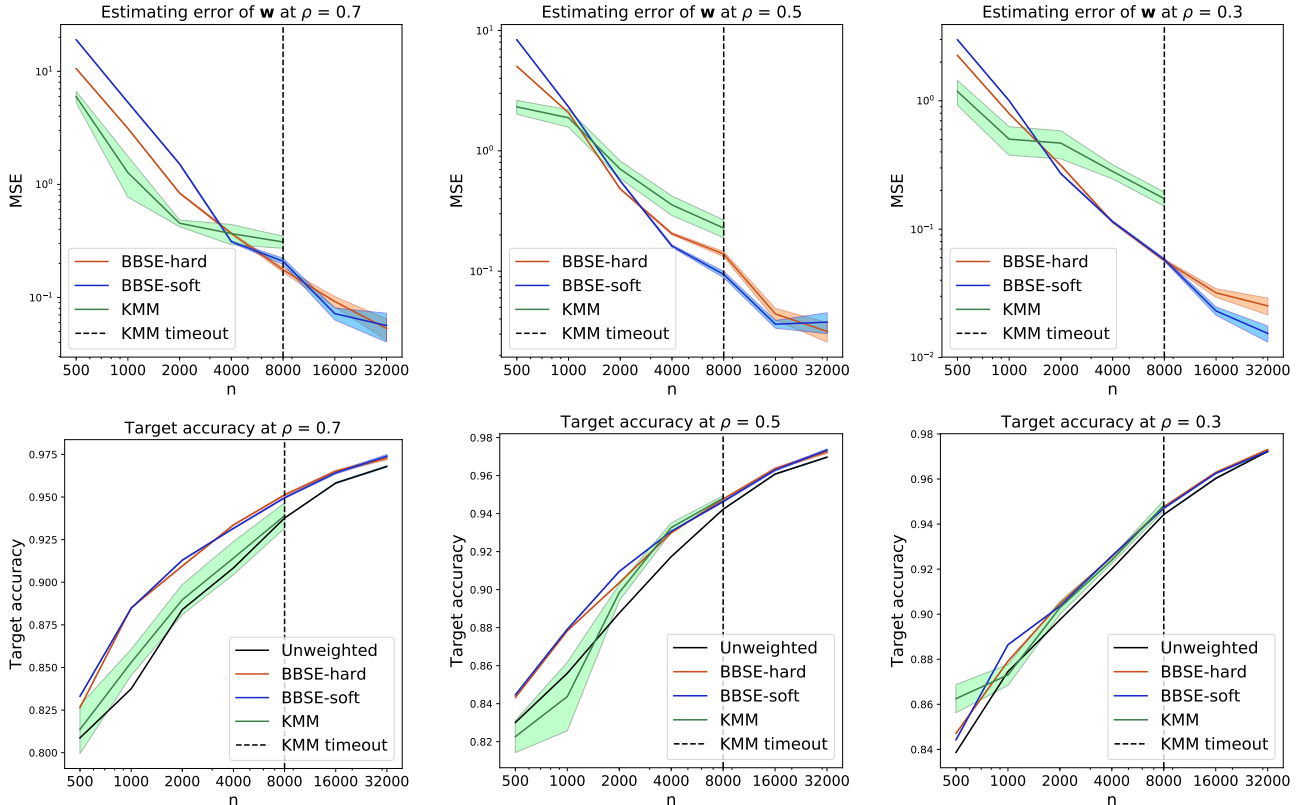 Estimating error of w at ρ = 0.7
MSE
10¹
10⁰
10⁻¹
BBSE-hard
BBSE-soft
KMM
KMM timeout
500 1000 2000 4000 8000 16000 32000
n
Estimating error of w at ρ = 0.5
MSE
10¹
10⁰
10⁻¹
BBSE-hard
BBSE-soft
KMM
KMM timeout
500 1000 2000 4000 8000 16000 32000
n
Estimating error of w at ρ = 0.3
MSE
10⁰
10⁻¹
10⁻²
BBSE-hard
BBSE-soft
KMM
KMM timeout
500 1000 2000 4000 8000 16000 32000
n
Target accuracy at ρ = 0.7
Target accuracy
0.975
0.950
0.925
0.900
0.875
0.850
0.825
0.800
Unweighted
BBSE-hard
BBSE-soft
KMM
KMM timeout
500 1000 2000 4000 8000 16000 32000
n
Target accuracy at ρ = 0.5
Target accuracy
0.98
0.96
0.94
0.92
0.90
0.88
0.86
0.84
0.82
Unweighted
BBSE-hard
BBSE-soft
KMM
KMM timeout
500 1000 2000 4000 8000 16000 32000
n
Target accuracy at ρ = 0.3
Target accuracy
0.98
0.96
0.94
0.92
0.90
0.88
0.86
0.84
Unweighted
BBSE-hard
BBSE-soft
KMM
KMM timeout
500 1000 2000 4000 8000 16000 32000
n